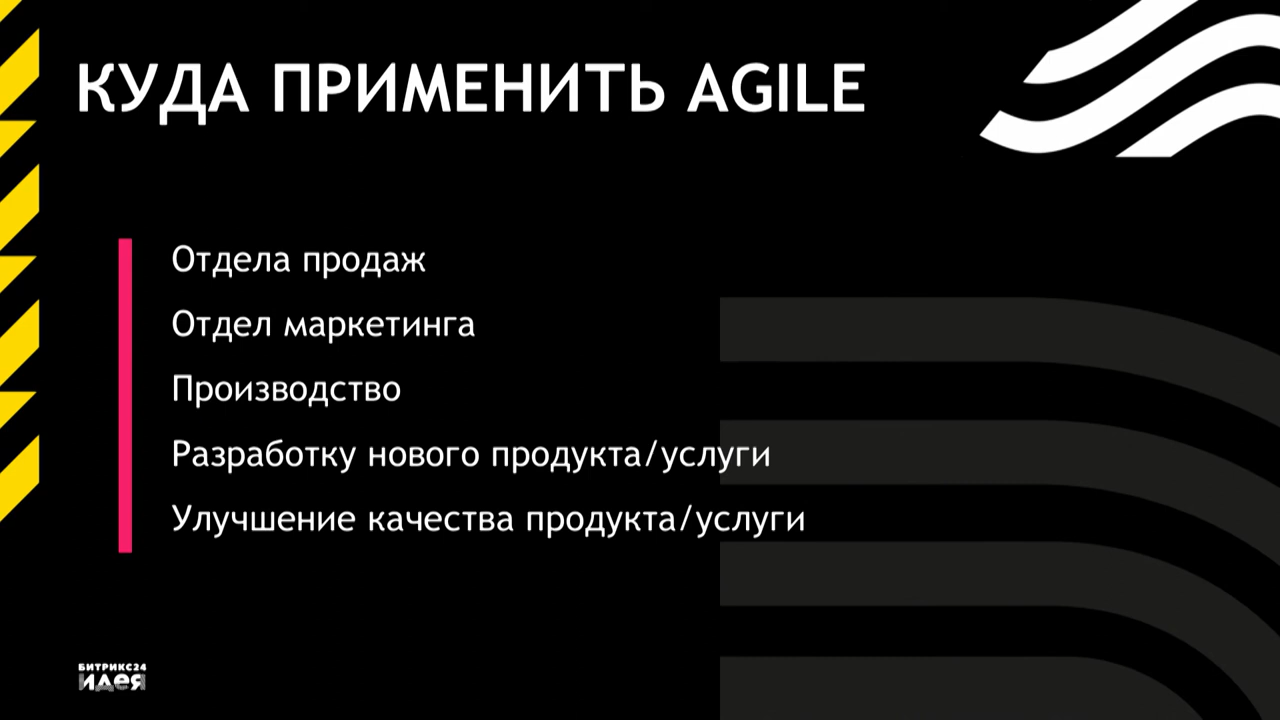 КУДА ПРИМЕНИТЬ AGILE
Отдела продаж
Отдел маркетинга
Производство
Разработку нового продукта/услуги
Улучшение качества продукта/услуги
БИТРИКС24
идея